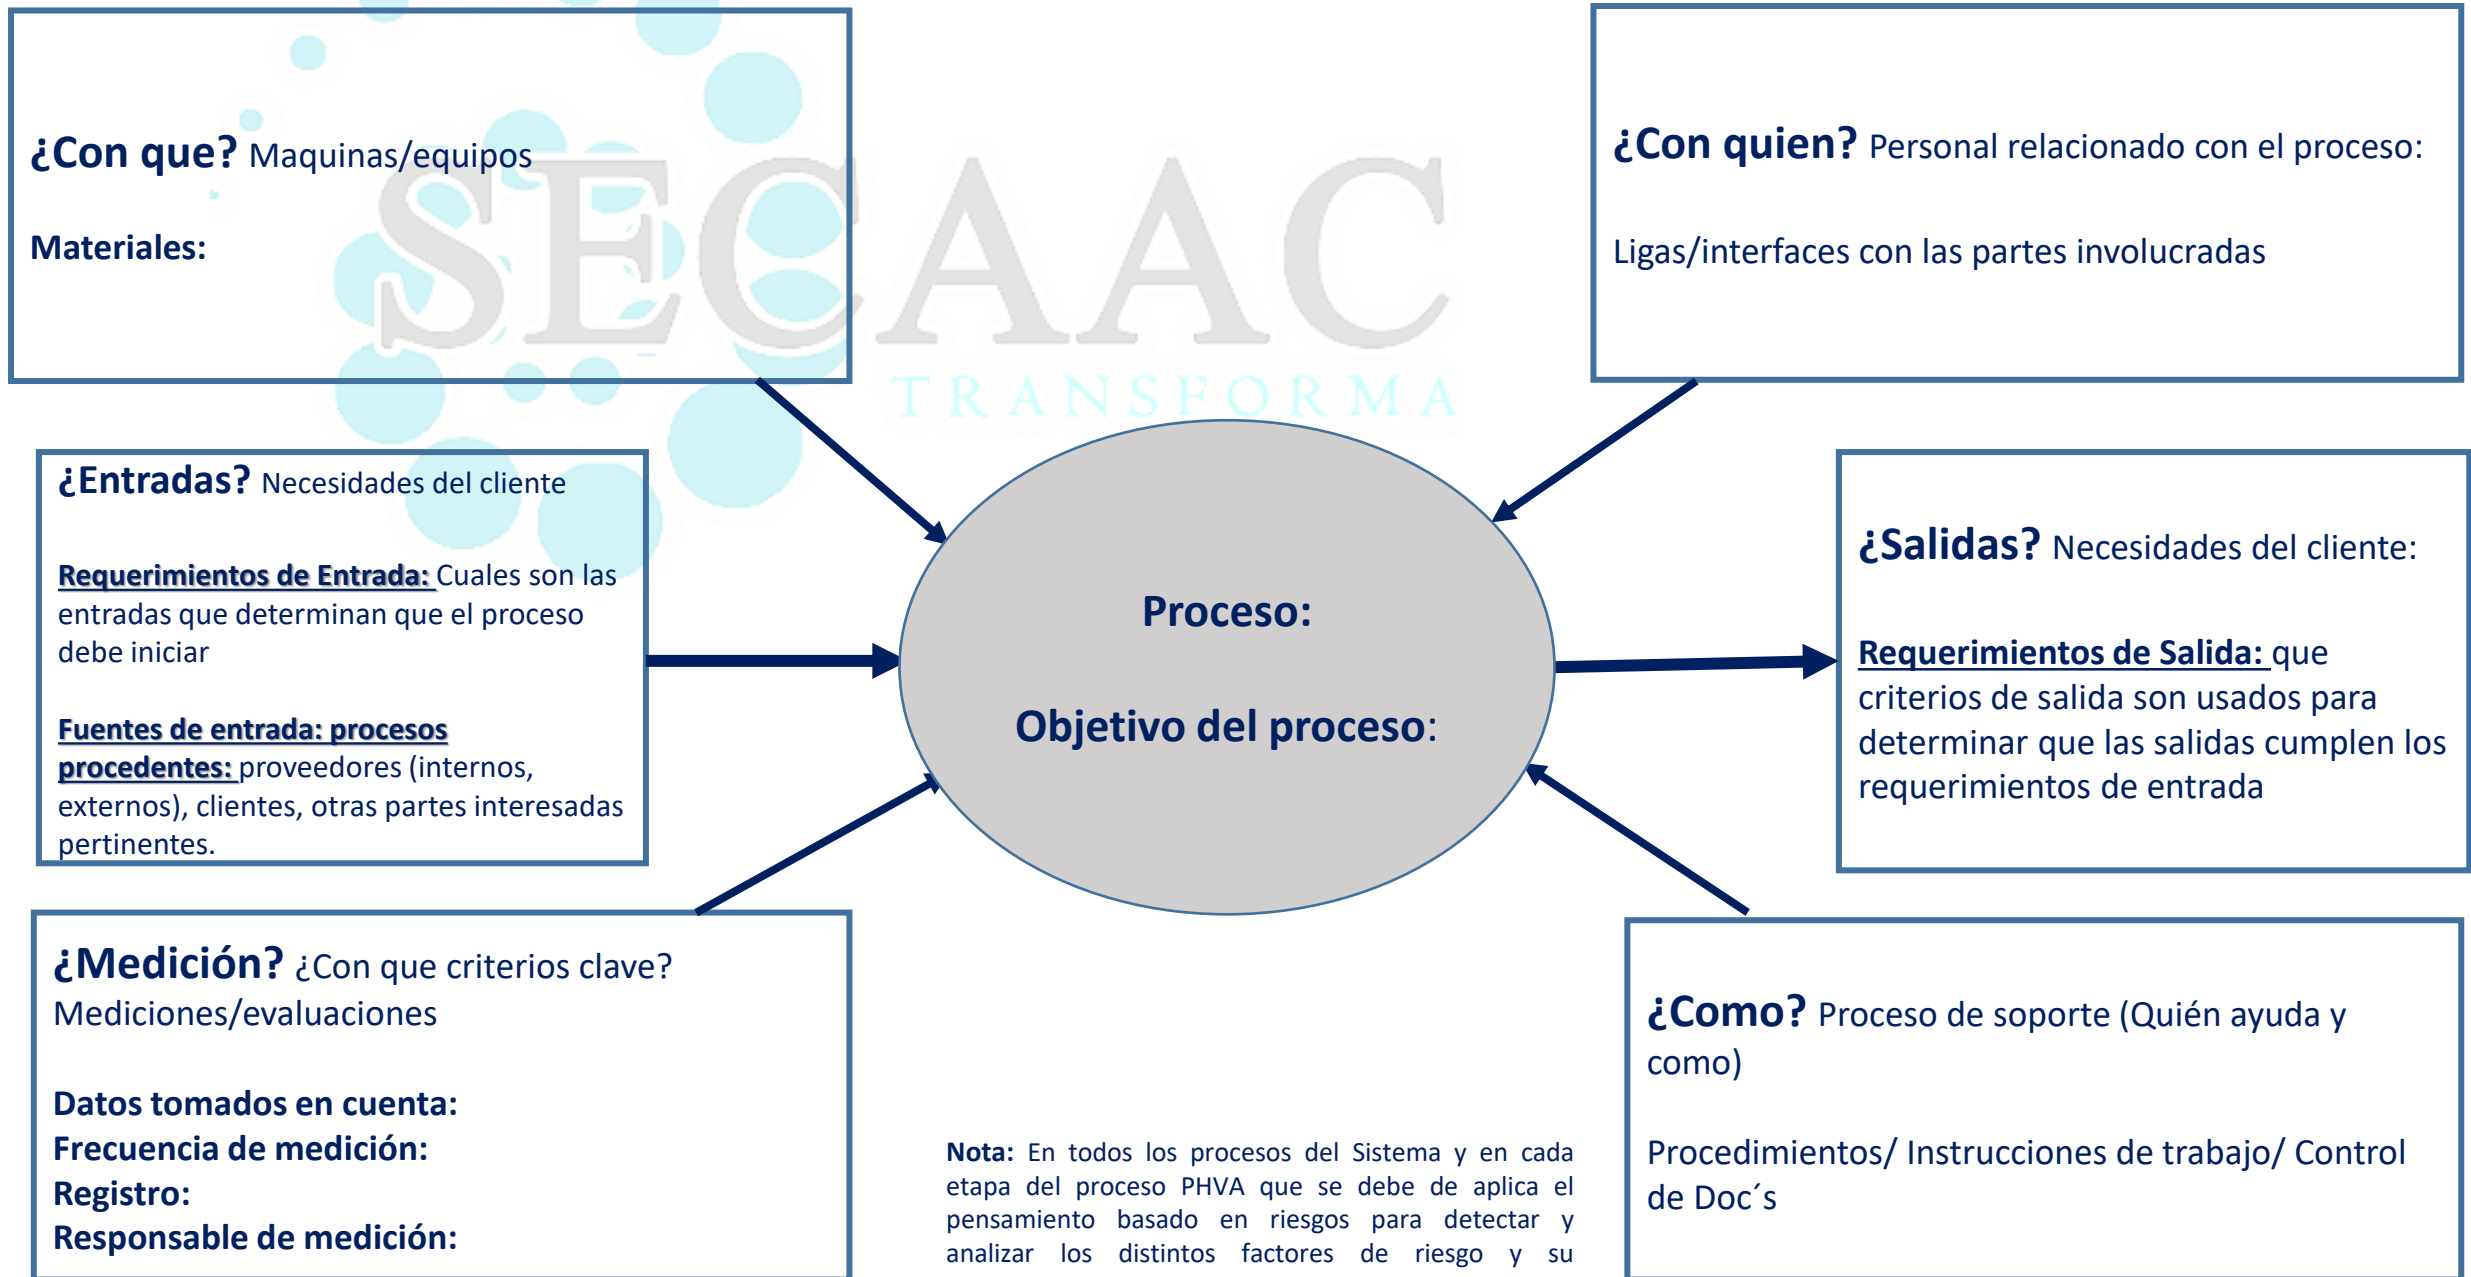 ¿Con que? Maquinas/equipos
Materiales:
SECAAC
TRANSFORMA
¿Con quien? Personal relacionado con el proceso:
Ligas/interfaces con las partes involucradas
¿Entradas? Necesidades del cliente
Requerimientos de Entrada: Cuales son las
entradas que determinan que el proceso
debe iniciar
Fuentes de entrada: procesos
procedentes: proveedores (internos,
externos), clientes, otras partes interesadas
pertinentes.
Proceso:
Objetivo del proceso:
¿Salidas? Necesidades del cliente:
Requerimientos de Salida: que
criterios de salida son usados para
determinar que las salidas cumplen los
requerimientos de entrada
¿Medición? ¿Con que criterios clave?
Mediciones/evaluaciones
Datos tomados en cuenta:
Frecuencia de medición:
Registro:
Responsable de medición:
Nota: En todos los procesos del Sistema y en cada
etapa del proceso PHVA que se debe de aplica el
pensamiento basado en riesgos para detectar y
analizar los distintos factores de riesgo y su
¿Como? Proceso de soporte (Quién ayuda y
como)
Procedimientos/ Instrucciones de trabajo/ Control
de Doc´s